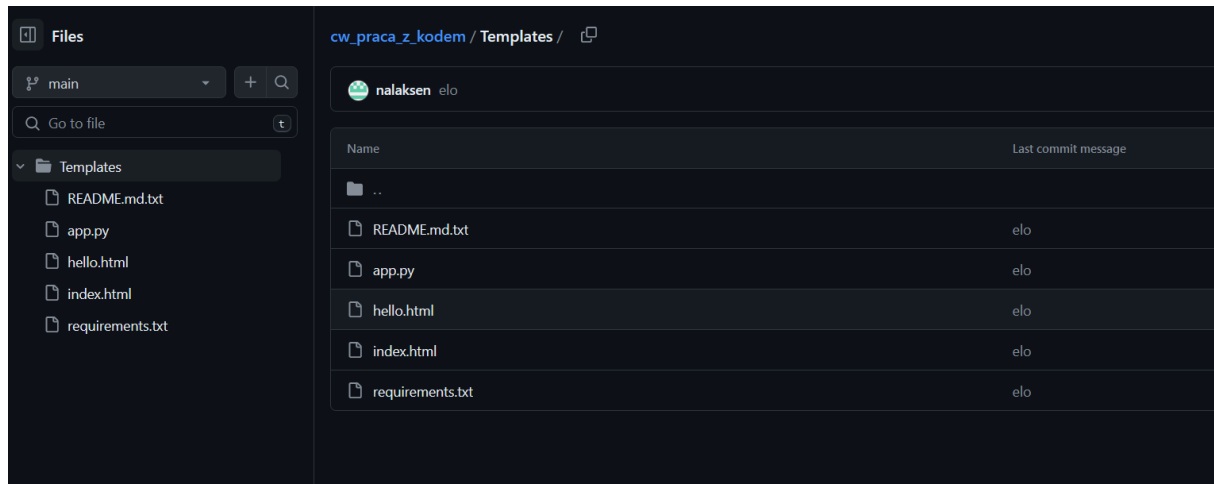 Files
main
Go to file
t
Templates
README.md.txt
app.py
hello.html
index.html
requirements.txt
cw_praca_z_kodem / Templates /
nalaksen elo
Name Last commit message
..
README.md.txt elo
app.py elo
hello.html elo
index.html elo
requirements.txt elo